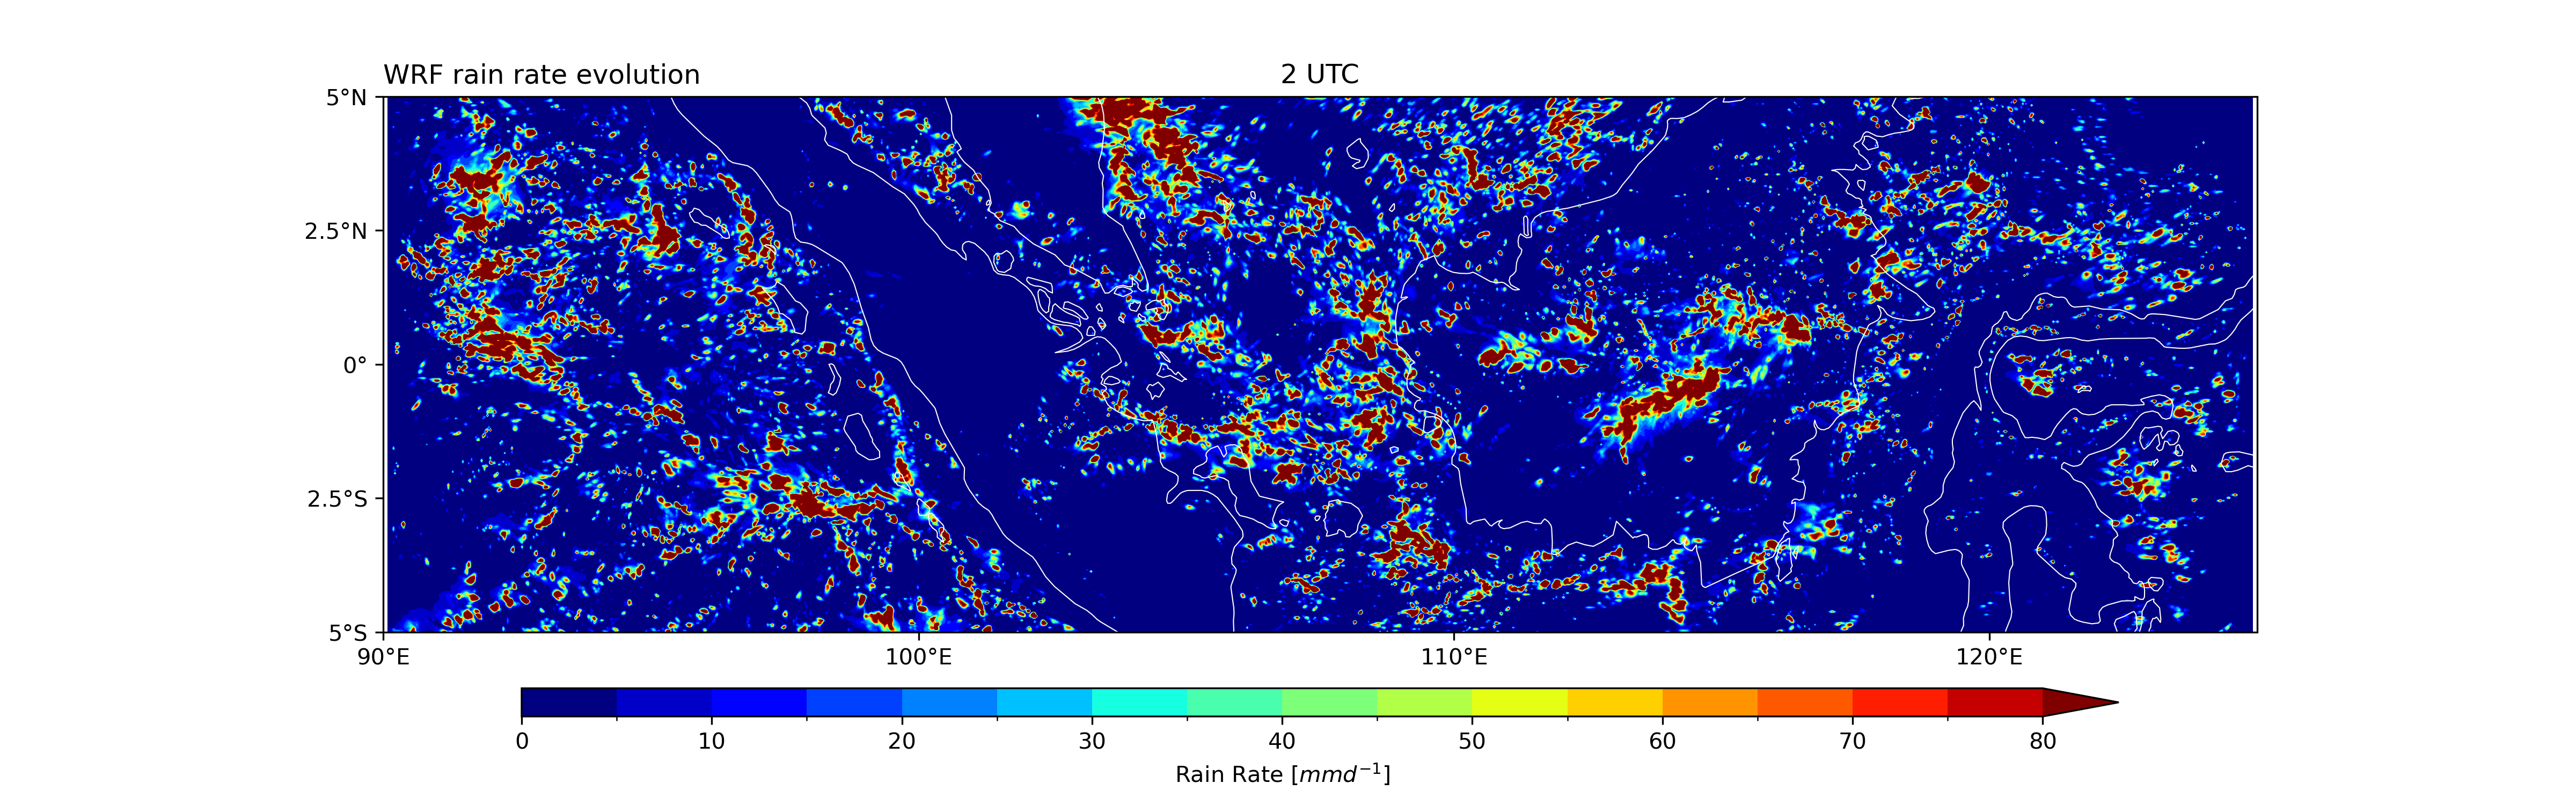 WRF rain rate evolution 2 UTC
5°N
2.5°N
0°
2.5°S
5°S
90°E 100°E 110°E 120°E
0 10 20 30 40 50 60 70 80
Rain Rate [mmd⁻¹]